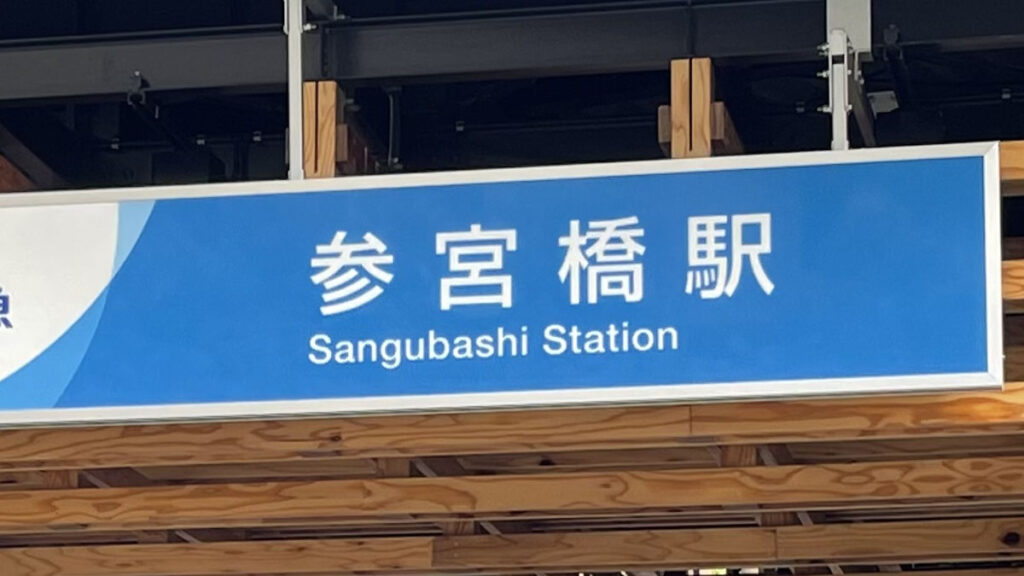 参宮橋駅
Sangubashi Station